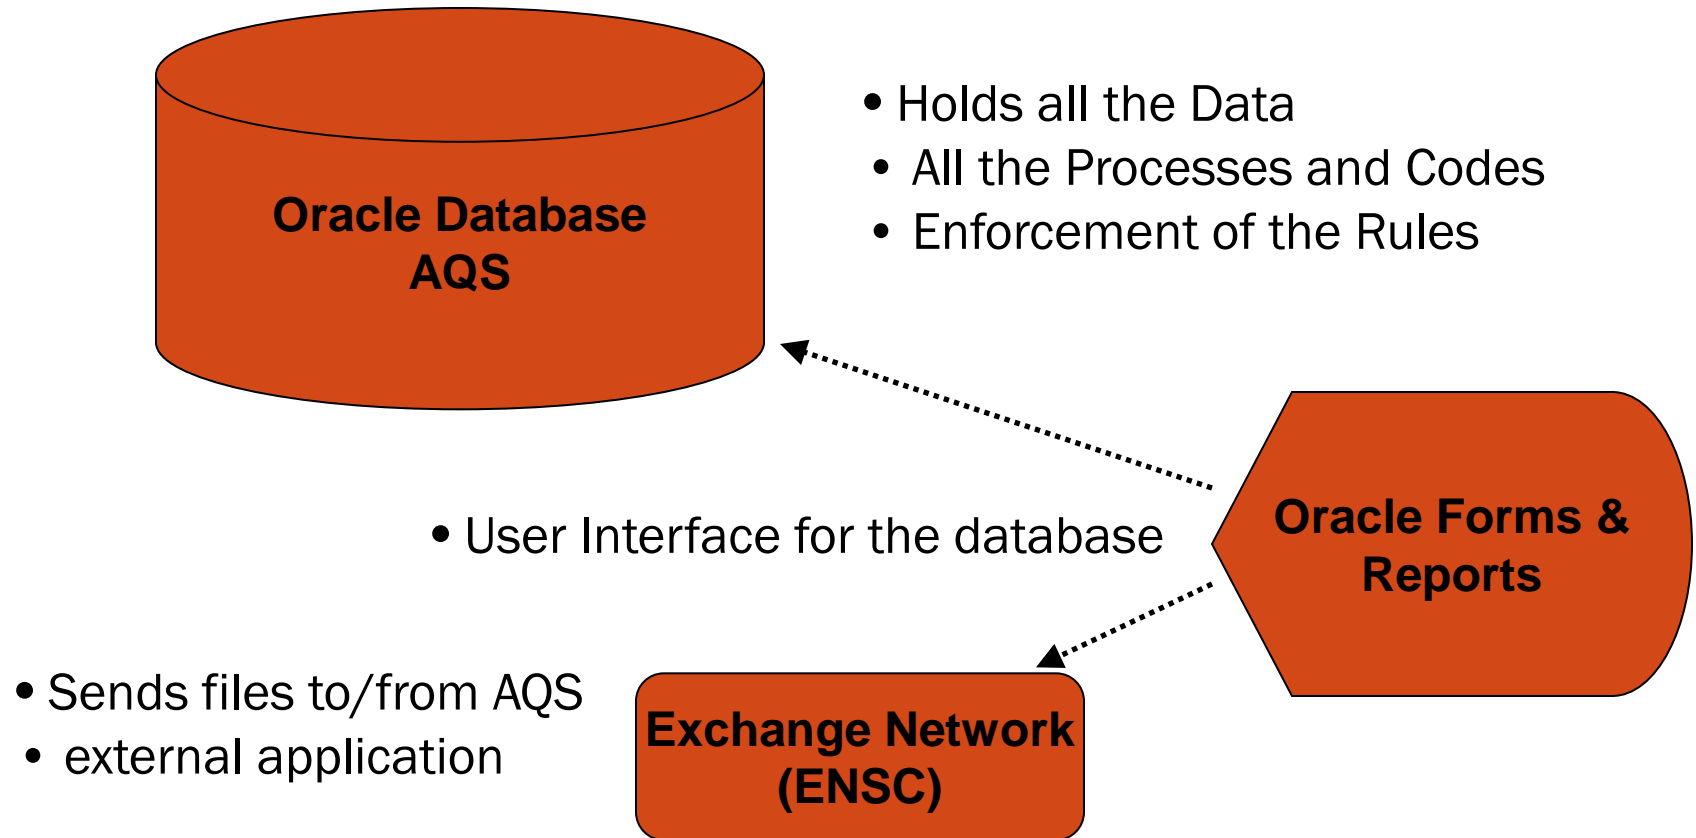 Oracle Database
AQS
• Holds all the Data
• All the Processes and Codes
• Enforcement of the Rules
• User Interface for the database
Oracle Forms &
Reports
• Sends files to/from AQS
• external application
Exchange Network
(ENSC)